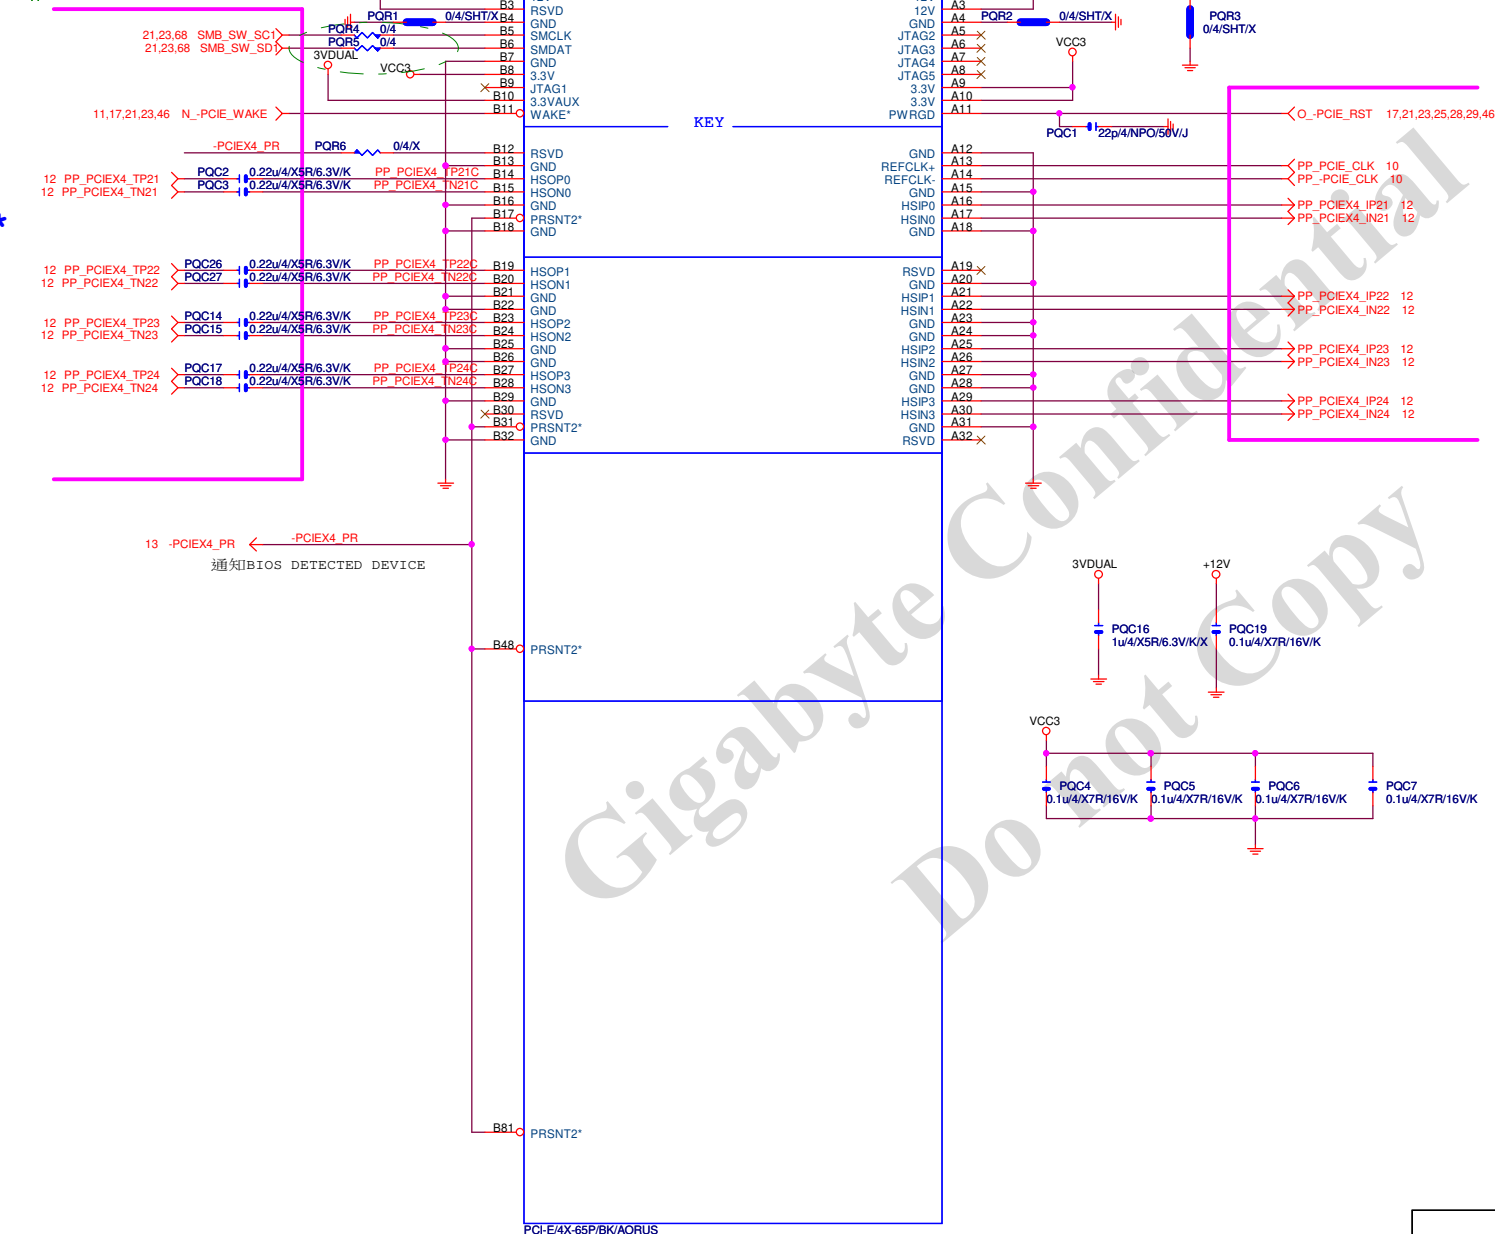 B3 RSVD
PQR1 0/4/SHT/X B4 GND
21,23,68 SMB_SW_SC1 PQR4 0/4 B5 SMCLK
21,23,68 SMB_SW_SD1 PQR5 0/4 B6 SMDAT
3VDUAL B7 GND
VCC3 B8 3.3V
B9 JTAG1
B10 3.3VAUX
11,17,21,23,46 N_-PCIE_WAKE B11 WAKE*
12V A3
GND A4 PQR2 0/4/SHT/X
JTAG2 A5
JTAG3 A6
JTAG4 A7
JTAG5 A8
3.3V A9
3.3V A10
PWRGD A11
VCC3
PQR3
0/4/SHT/X
O_-PCIE_RST 17,21,23,25,28,29,46
PQC1 22p/4/NPO/50V/J
KEY
-PCIEX4_PR PQR6 0/4/X B12 RSVD
B13 GND
12 PP_PCIEX4_TP21 PQC2 0.22u/4/X5R/6.3V/K PP_PCIEX4_TP21C B14 HSOP0
12 PP_PCIEX4_TN21 PQC3 0.22u/4/X5R/6.3V/K PP_PCIEX4_TN21C B15 HSON0
B16 GND
B17 PRSNT2*
B18 GND
GND A12
REFCLK+ A13 PP_PCIE_CLK 10
REFCLK- A14 PP_-PCIE_CLK 10
GND A15
HSIP0 A16 PP_PCIEX4_IP21 12
HSIN0 A17 PP_PCIEX4_IN21 12
GND A18
12 PP_PCIEX4_TP22 PQC26 0.22u/4/X5R/6.3V/K PP_PCIEX4_TP22C B19 HSOP1
12 PP_PCIEX4_TN22 PQC27 0.22u/4/X5R/6.3V/K PP_PCIEX4_TN22C B20 HSON1
B21 GND
B22 GND
12 PP_PCIEX4_TP23 PQC14 0.22u/4/X5R/6.3V/K PP_PCIEX4_TP23C B23 HSOP2
12 PP_PCIEX4_TN23 PQC15 0.22u/4/X5R/6.3V/K PP_PCIEX4_TN23C B24 HSON2
B25 GND
B26 GND
12 PP_PCIEX4_TP24 PQC17 0.22u/4/X5R/6.3V/K PP_PCIEX4_TP24C B27 HSOP3
12 PP_PCIEX4_TN24 PQC18 0.22u/4/X5R/6.3V/K PP_PCIEX4_TN24C B28 HSON3
B29 GND
B30 RSVD
B31 PRSNT2*
B32 GND
RSVD A19
GND A20
HSIP1 A21 PP_PCIEX4_IP22 12
HSIN1 A22 PP_PCIEX4_IN22 12
GND A23
GND A24
HSIP2 A25 PP_PCIEX4_IP23 12
HSIN2 A26 PP_PCIEX4_IN23 12
GND A27
GND A28
HSIP3 A29 PP_PCIEX4_IP24 12
HSIN3 A30 PP_PCIEX4_IN24 12
GND A31
RSVD A32
13 -PCIEX4_PR -PCIEX4_PR
通知BIOS DETECTED DEVICE
B48 PRSNT2*
B81 PRSNT2*
3VDUAL
PQC16
1u/4/X5R/6.3V/K/X
+12V
PQC19
0.1u/4/X7R/16V/K
VCC3
PQC4
0.1u/4/X7R/16V/K
PQC5
0.1u/4/X7R/16V/K
PQC6
0.1u/4/X7R/16V/K
PQC7
0.1u/4/X7R/16V/K
PCI-E/4X-65P/BK/AORUS
Gigabyte Confidential
Do not Copy